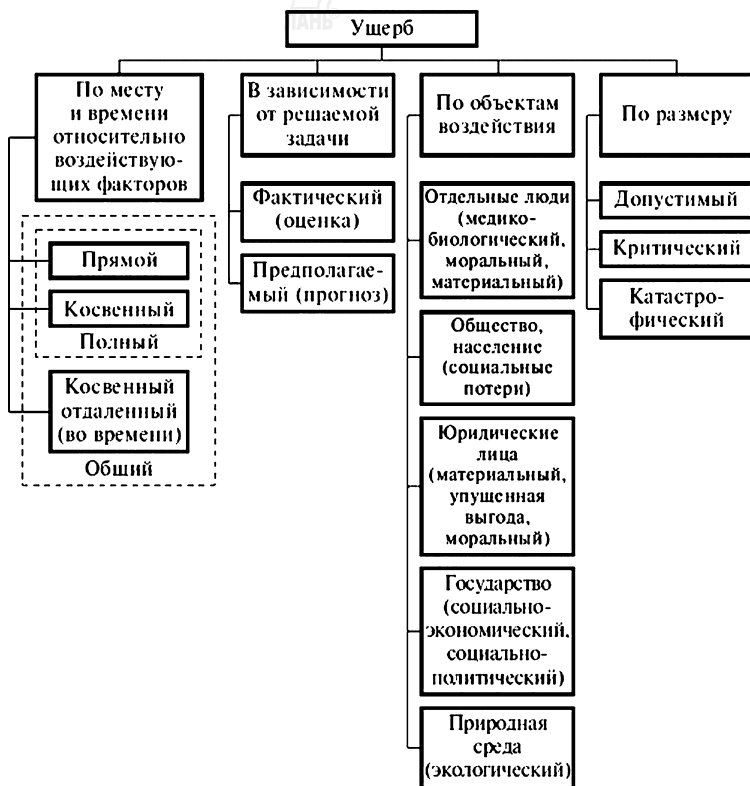 ЛАНЬ
Ущерб
По месту
и времени
относительно
воздействую-
щих факторов
Прямой
Косвенный
Полный
Косвенный
отдаленный
(во времени)
Общий
В зависимости
от решаемой
задачи
Фактический
(оценка)
Предполагае-
мый (прогноз)
По объектам
воздействия
Отдельные люди
(медико-
биологический,
моральный,
материальный)
Общество,
население
(социальные
потери)
Юридические
лица
(материальный,
упущенная
выгода,
моральный)
Государство
(социально-
экономический,
социально-
политический)
Природная
среда
(экологический)
По размеру
Допустимый
Критический
Катастро-
фический